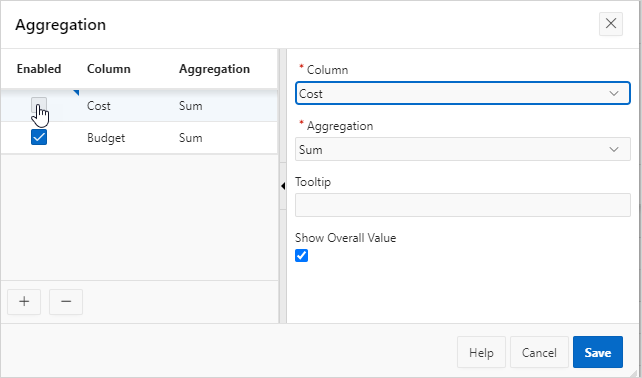 Aggregation
Enabled Column Aggregation
Cost Sum
Budget Sum
* Column
Cost
* Aggregation
Sum
Tooltip
Show Overall Value
Help Cancel Save